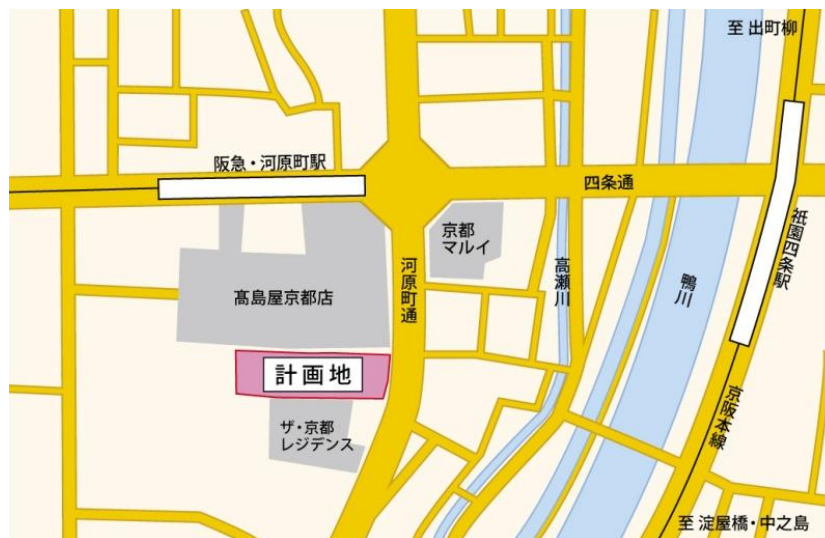 至 出町柳
阪急・河原町駅
四条通
京都
マルイ
祇園四条駅
河原町通
高瀬川
鴨川
髙島屋京都店
計画地
ザ・京都
レジデンス
京阪本線
至 淀屋橋・中之島